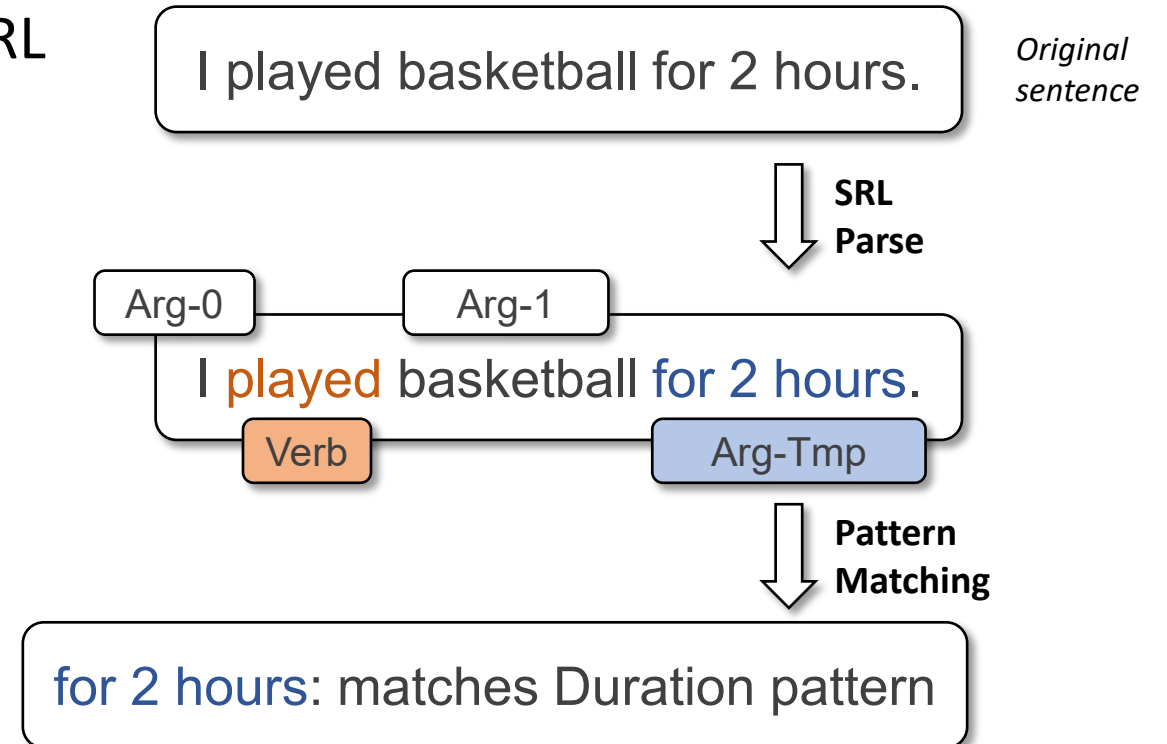 RL
I played basketball for 2 hours.
Original
sentence
SRL
Parse
Arg-0
Arg-1
I played basketball for 2 hours.
Verb
Arg-Tmp
Pattern
Matching
for 2 hours: matches Duration pattern